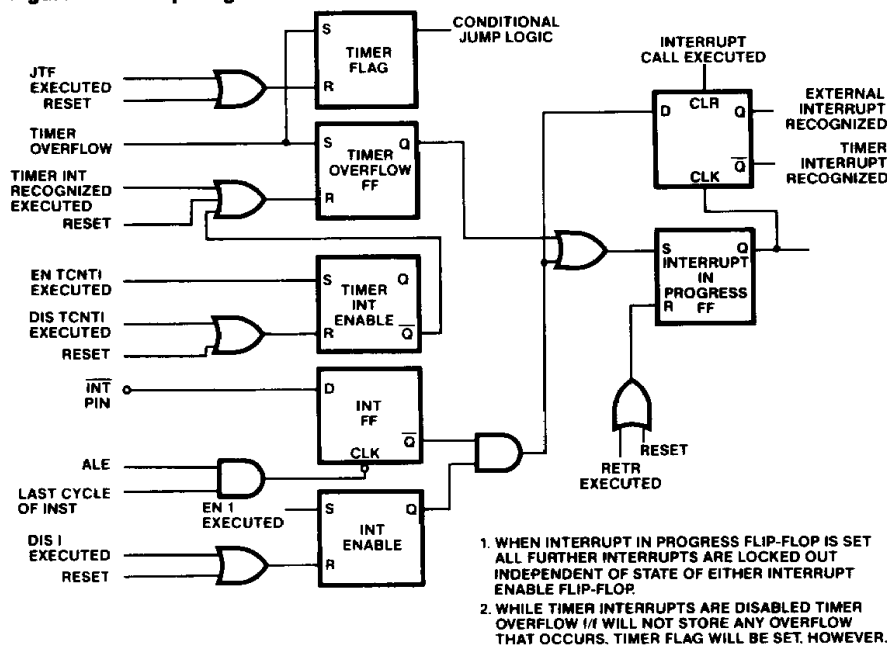 CONDITIONAL
JUMP LOGIC
S
TIMER
FLAG
R
JTF
EXECUTED
RESET
INTERRUPT
CALL EXECUTED
D
CLR
Q
Q
CLK
EXTERNAL
INTERRUPT
RECOGNIZED
TIMER
INTERRUPT
RECOGNIZED
TIMER
OVERFLOW
S
Q
TIMER
OVERFLOW
FF
R
TIMER INT
RECOGNIZED
EXECUTED
RESET
S
Q
INTERRUPT
IN
PROGRESS
FF
R
EN TCNTI
EXECUTED
S
Q
TIMER
INT
ENABLE
R
Q
DIS TCNTI
EXECUTED
RESET
INT
PIN
D
INT
FF
Q
CLK
RESET
RETR
EXECUTED
ALE
LAST CYCLE
OF INST
EN 1
EXECUTED
S
Q
INT
ENABLE
R
DIS I
EXECUTED
RESET
1. WHEN INTERRUPT IN PROGRESS FLIP-FLOP IS SET
ALL FURTHER INTERRUPTS ARE LOCKED OUT
INDEPENDENT OF STATE OF EITHER INTERRUPT
ENABLE FLIP-FLOP.
2. WHILE TIMER INTERRUPTS ARE DISABLED TIMER
OVERFLOW f/f WILL NOT STORE ANY OVERFLOW
THAT OCCURS. TIMER FLAG WILL BE SET, HOWEVER.